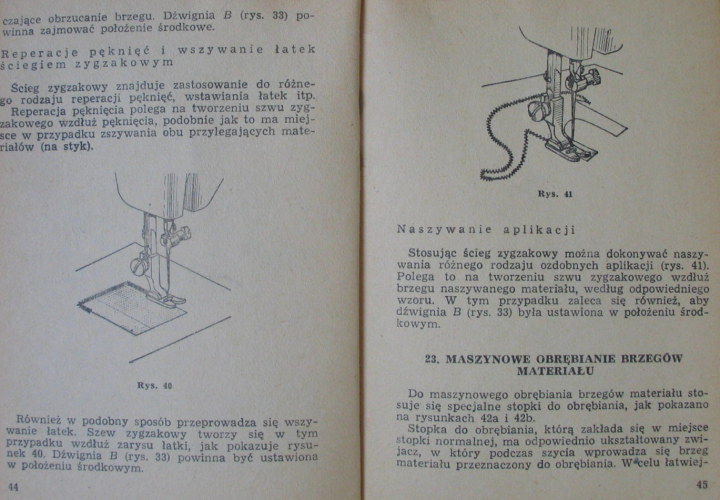 czające obrzucanie brzegu. Dźwignia B (rys. 33) po-
winna zajmować położenie środkowe.
Reperacje pęknięć i wszywanie łatek
ściegiem zygzakowym
Ścieg zygzakowy znajduje zastosowanie do różne-
go rodzaju reperacji pęknięć, wstawiania łatek itp.
Reperacja pęknięcia polega na tworzeniu szwu zyg-
zakowego wzdłuż pęknięcia, podobnie jak to ma miej-
sce w przypadku zszywania obu przylegających mate-
riałów (na styk).
Rys. 40
Również w podobny sposób przeprowadza się wszy-
wanie łatek. Szew zygzakowy tworzy się w tym
przypadku wzdłuż zarysu łatki, jak pokazuje rysu-
nek 40. Dźwignia B (rys. 33) powinna być ustawiona
w położeniu środkowym.
44
Rys. 41
Naszywanie aplikacji
Stosując ścieg zygzakowy można dokonywać naszy-
wania różnego rodzaju ozdobnych aplikacji (rys. 41).
Polega to na tworzeniu szwu zygzakowego wzdłuż
brzegu naszywanego materiału, według odpowiedniego
wzoru. W tym przypadku zaleca się również, aby
dźwignia B (rys. 33) była ustawiona w położeniu środ-
kowym.
23. MASZYNOWE OBRĘBIANIE BRZEGÓW
MATERIAŁU
Do maszynowego obrębiania brzegów materiału sto-
suje się specjalne stopki do obrębiania, jak pokazano
na rysunkach 42a i 42b.
Stopka do obrębiania, którą zakłada się w miejsce
stopki normalnej, ma odpowiednio ukształtowany zwi-
jacz, w który podczas szycia wprowadza się brzeg
materiału przeznaczony do obrębiania. W celu łatwiej-
45